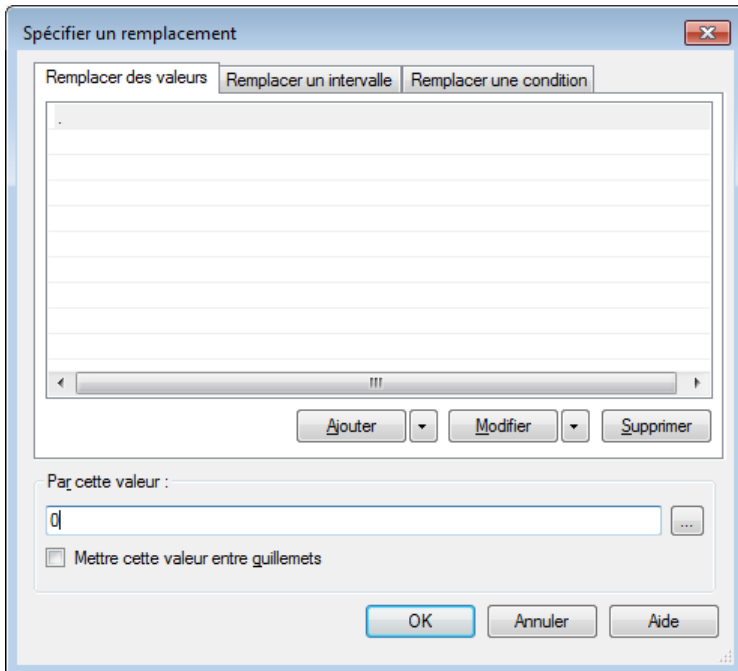 Spécifier un remplacement
Remplacer des valeurs Remplacer un intervalle Remplacer une condition
.
Ajouter Modifier Supprimer
Par cette valeur :
0
...
Mettre cette valeur entre guillemets
OK Annuler Aide